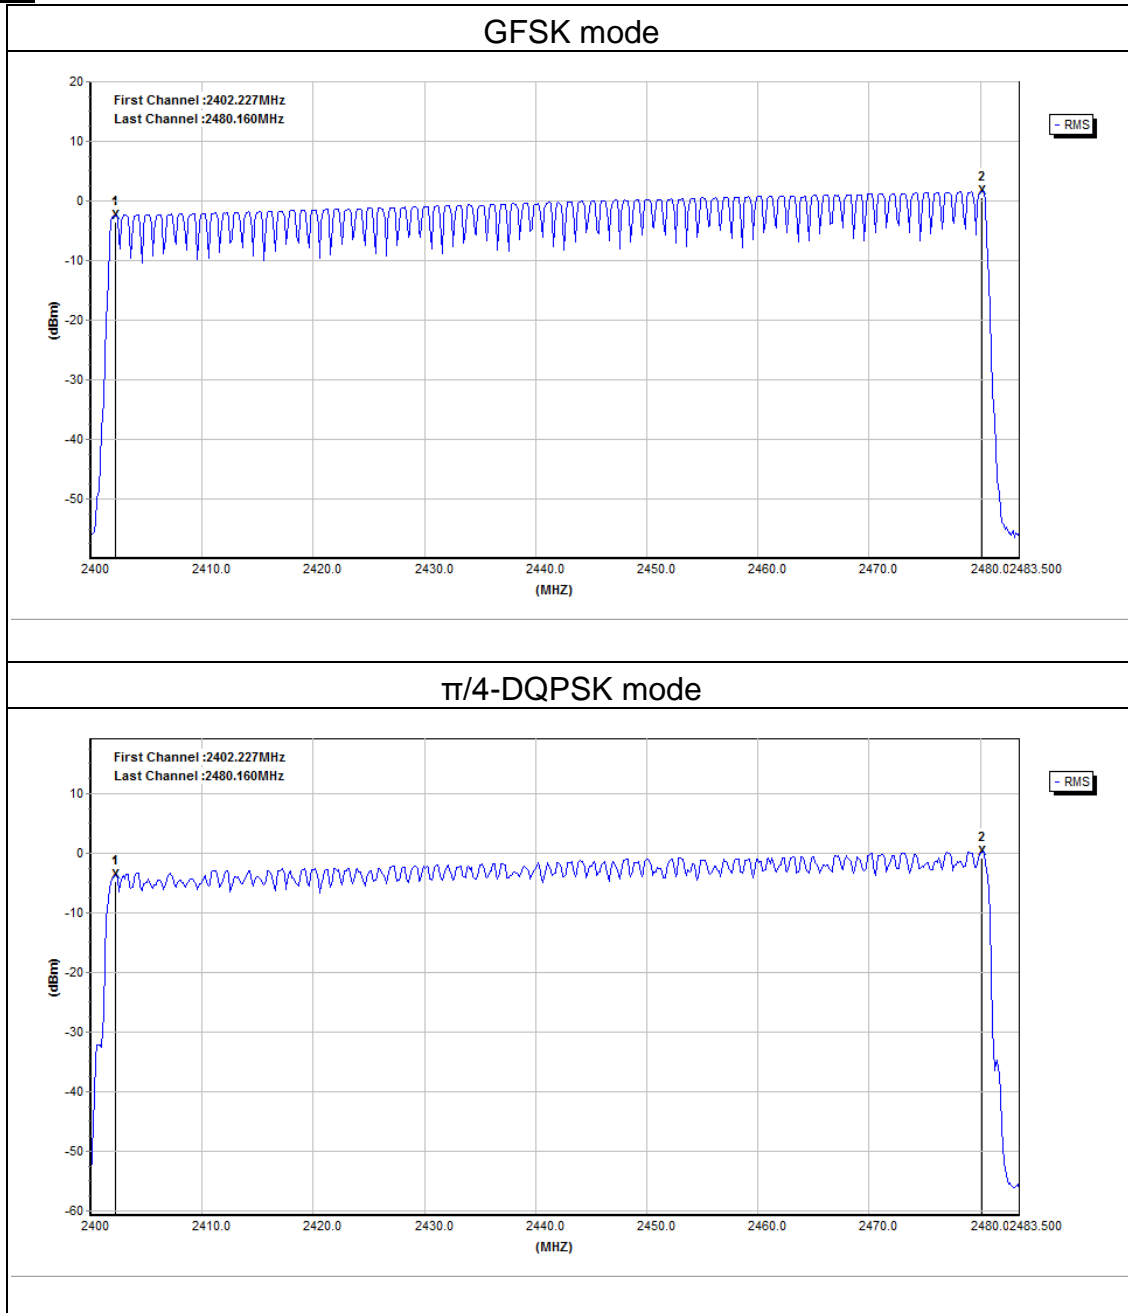 GFSK mode
First Channel :2402.227MHz
Last Channel :2480.160MHz
- RMS
20
10
0
-10
-20
-30
-40
-50
(dBm)
1
2
2400 2410.0 2420.0 2430.0 2440.0 2450.0 2460.0 2470.0 2480.02483.500
(MHZ)
π/4-DQPSK mode
First Channel :2402.227MHz
Last Channel :2480.160MHz
- RMS
10
0
-10
-20
-30
-40
-50
-60
(dBm)
1
2
2400 2410.0 2420.0 2430.0 2440.0 2450.0 2460.0 2470.0 2480.02483.500
(MHZ)